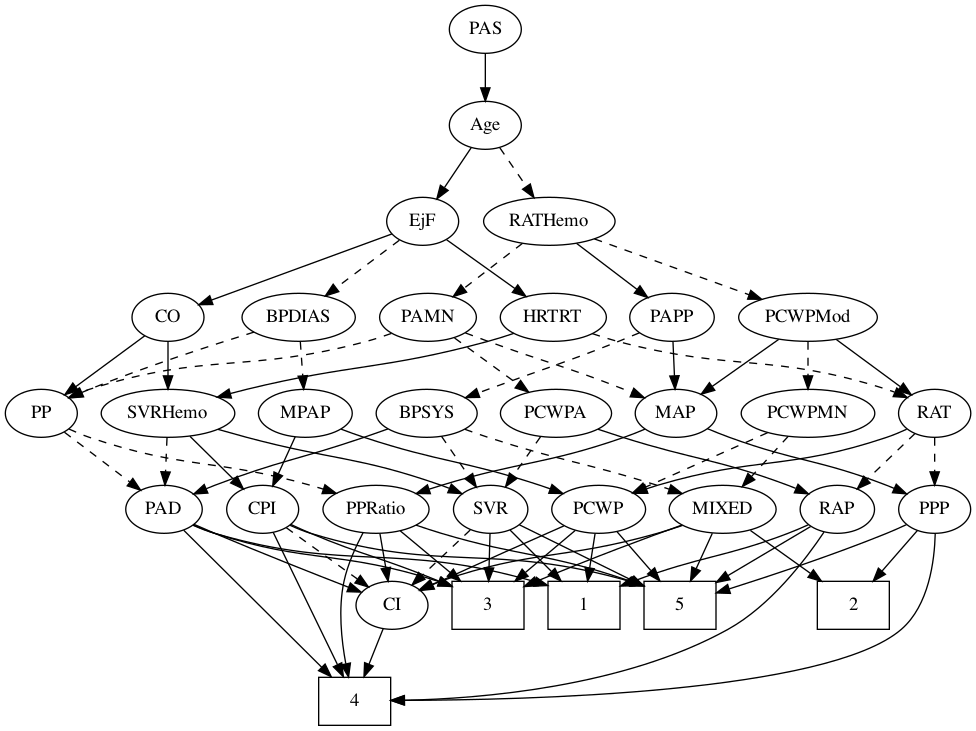 PAS
Age
EjF RATHemo
CO BPDIAS PAMN HRTRT PAPP PCWPMod
PP SVRHemo MPAP BPSYS PCWPA MAP PCWPMN RAT
PAD CPI PPRatio SVR PCWP MIXED RAP PPP
CI 3 1 5 2
4